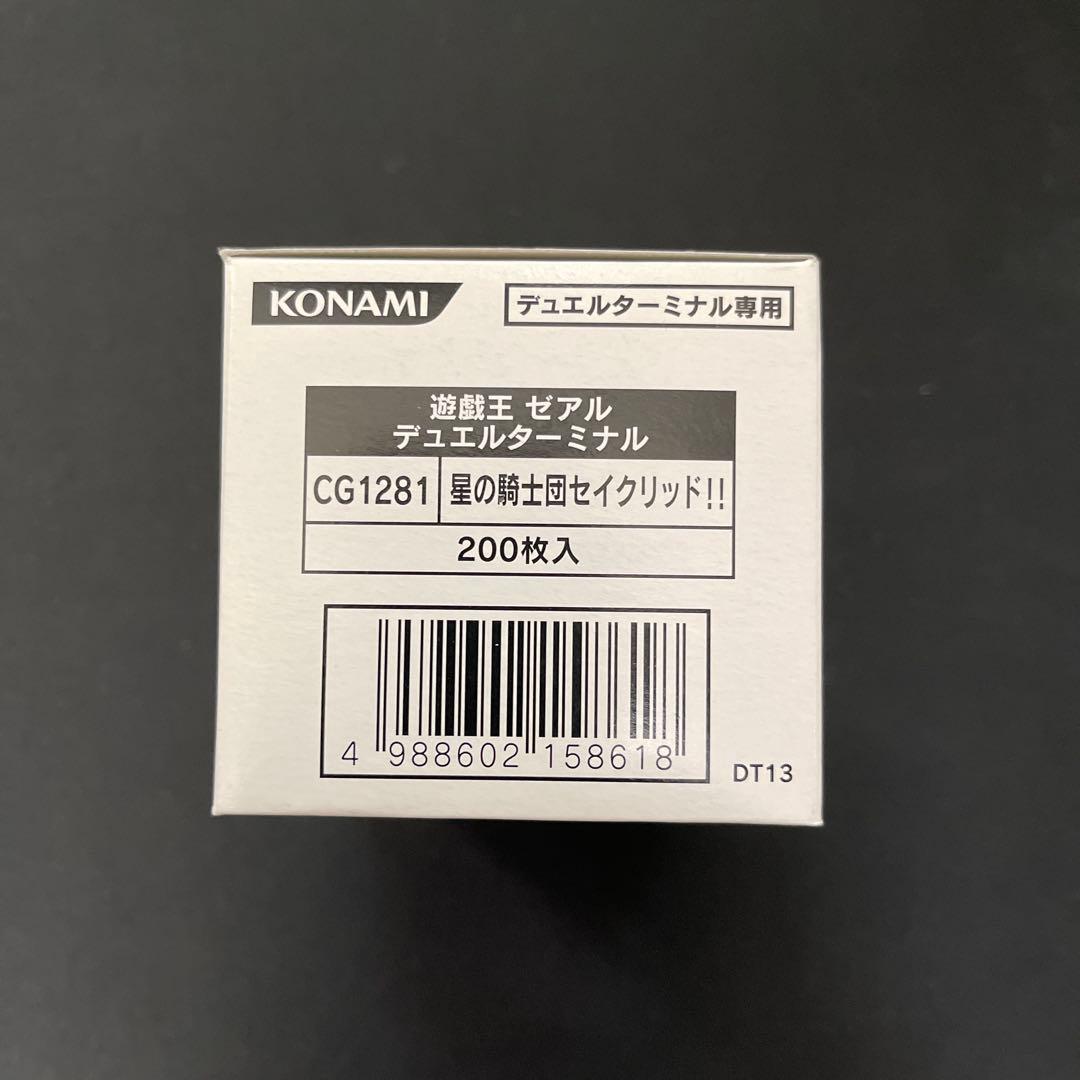 KONAMI
デュエルターミナル専用
遊戯王 ゼアル
デュエルターミナル
CG1281 星の騎士団セイクリッド!!
200枚入
4 988602 158618
DT13